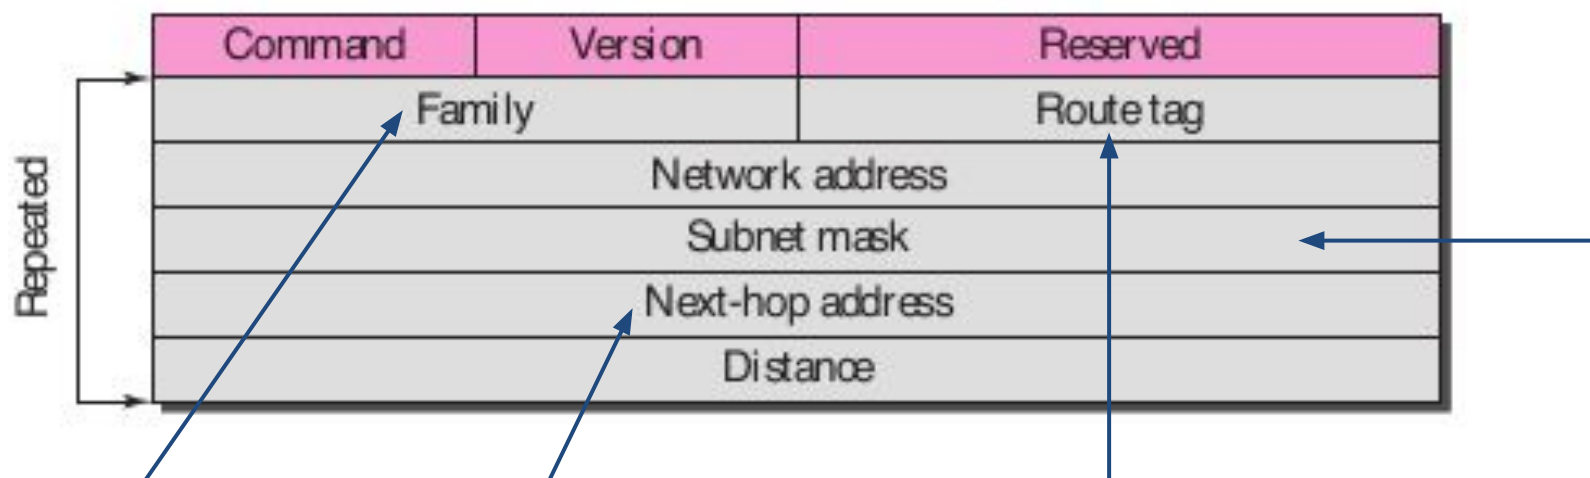 Command Version Reserved
Family Route tag
Network address
Subnet mask
Next-hop address
Distance
Repeated